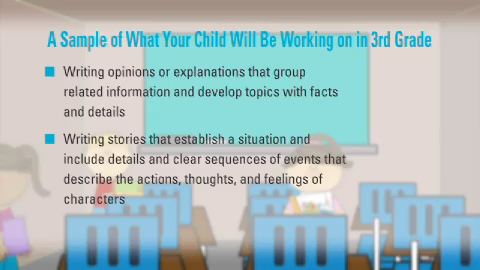 A Sample of What Your Child Will Be Working on in 3rd Grade
Writing opinions or explanations that group
related information and develop topics with facts
and details
Writing stories that establish a situation and
include details and clear sequences of events that
describe the actions, thoughts, and feelings of
characters